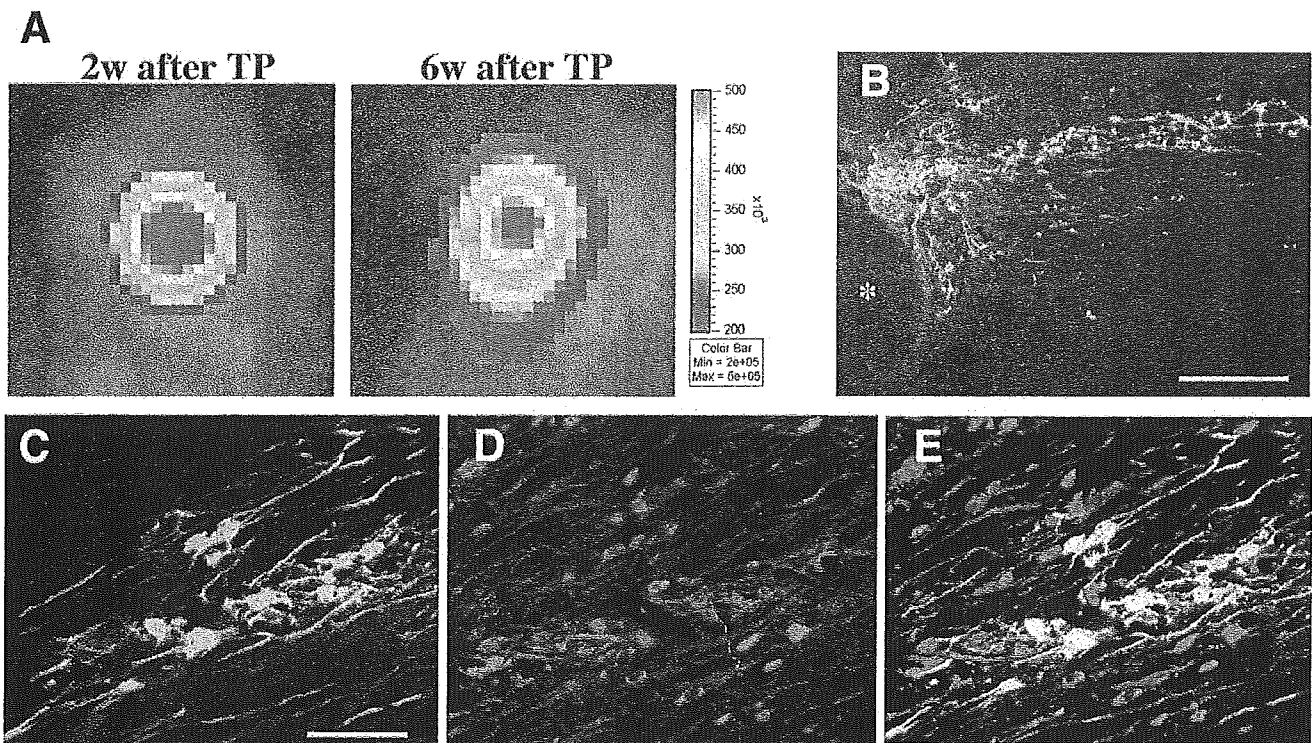 A
2w after TP
6w after TP
500
450
400
350
300
250
200
x10^3
Color Bar
Min = 2e+05
Max = 5e+05
B
*
C
D
E